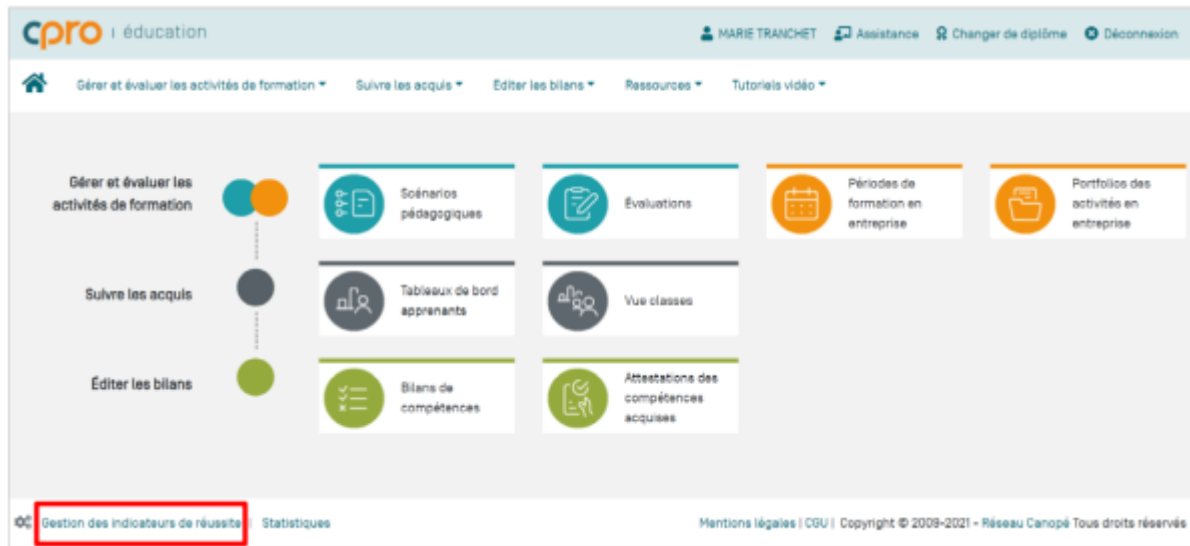 cpro | éducation
MARIE TRANCHET Assistance Changer de diplôme Déconnexion
Gérer et évaluer les activités de formation Suivre les acquis Editer les bilans Ressources Tutoriels vidéo
Gérer et évaluer les
activités de formation
Scénarios
pédagogiques
Évaluations
Périodes de
formation en
entreprise
Portfolios des
activités en
entreprise
Suivre les acquis
Tableaux de bord
apprenants
Vue classes
Éditer les bilans
Bilans de
compétences
Attestations des
compétences
acquises
Gestion des indicateurs de réussite | Statistiques
Mentions légales | CGU | Copyright © 2009-2021 - Réseau Canopé Tous droits réservés